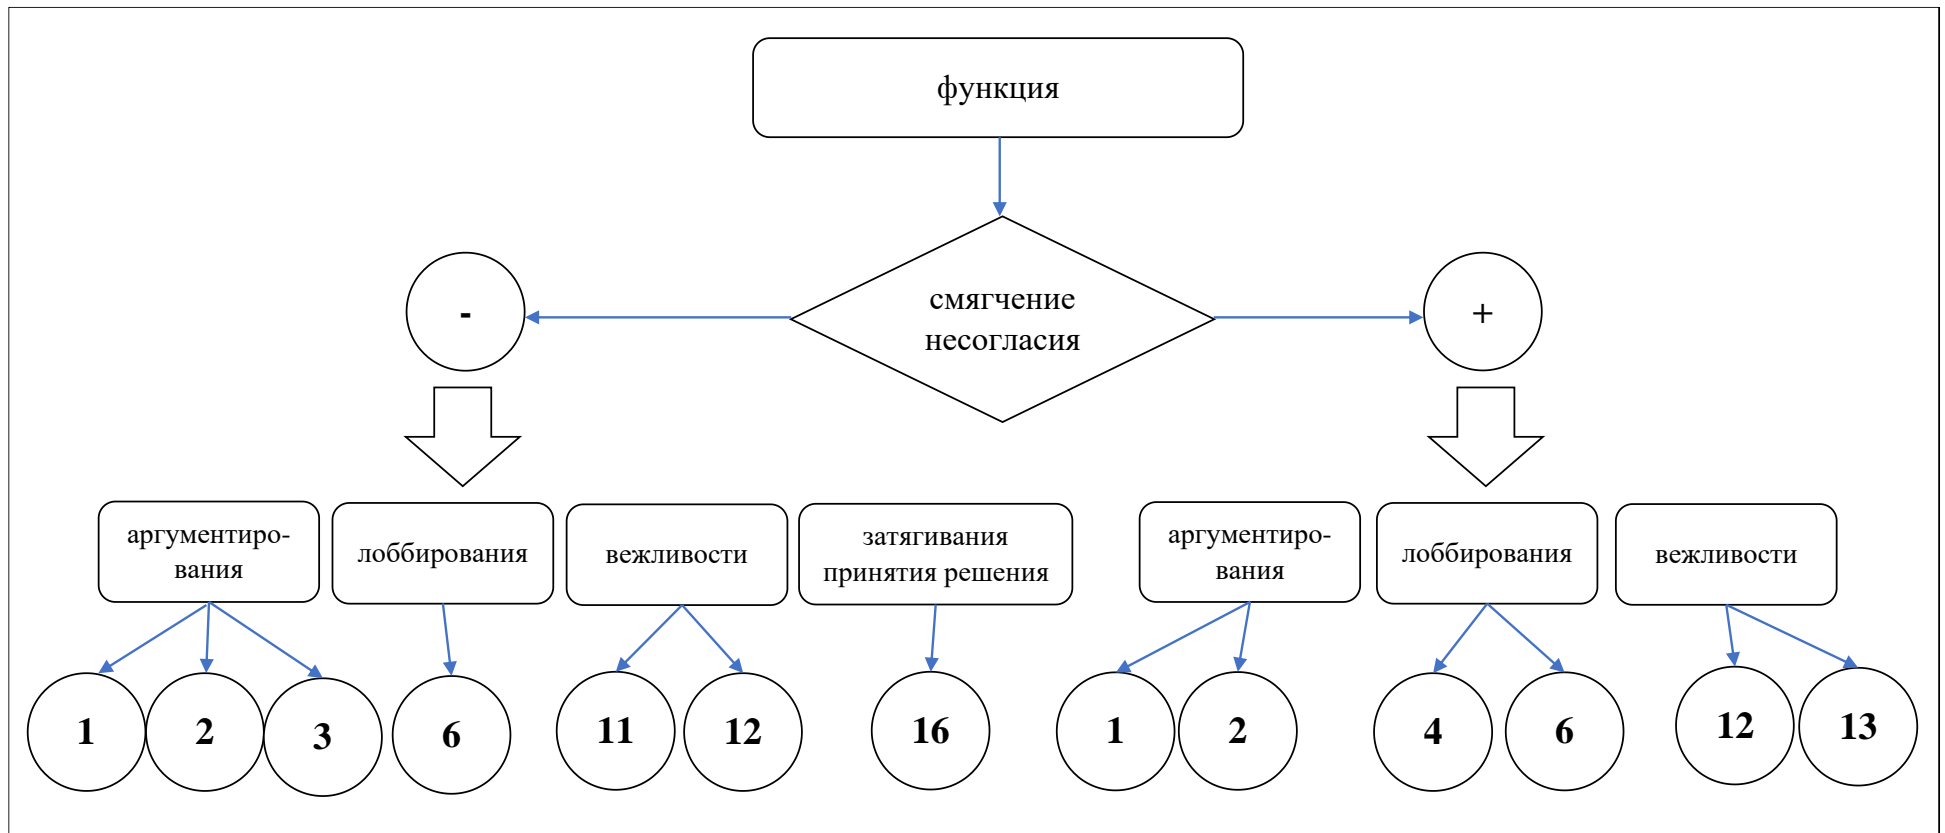 функция
смягчение
несогласия
-
+
аргументиро-
вания
лоббирования
вежливости
затягивания
принятия решения
аргументиро-
вания
лоббирования
вежливости
1
2
3
6
11
12
16
1
2
4
6
12
13